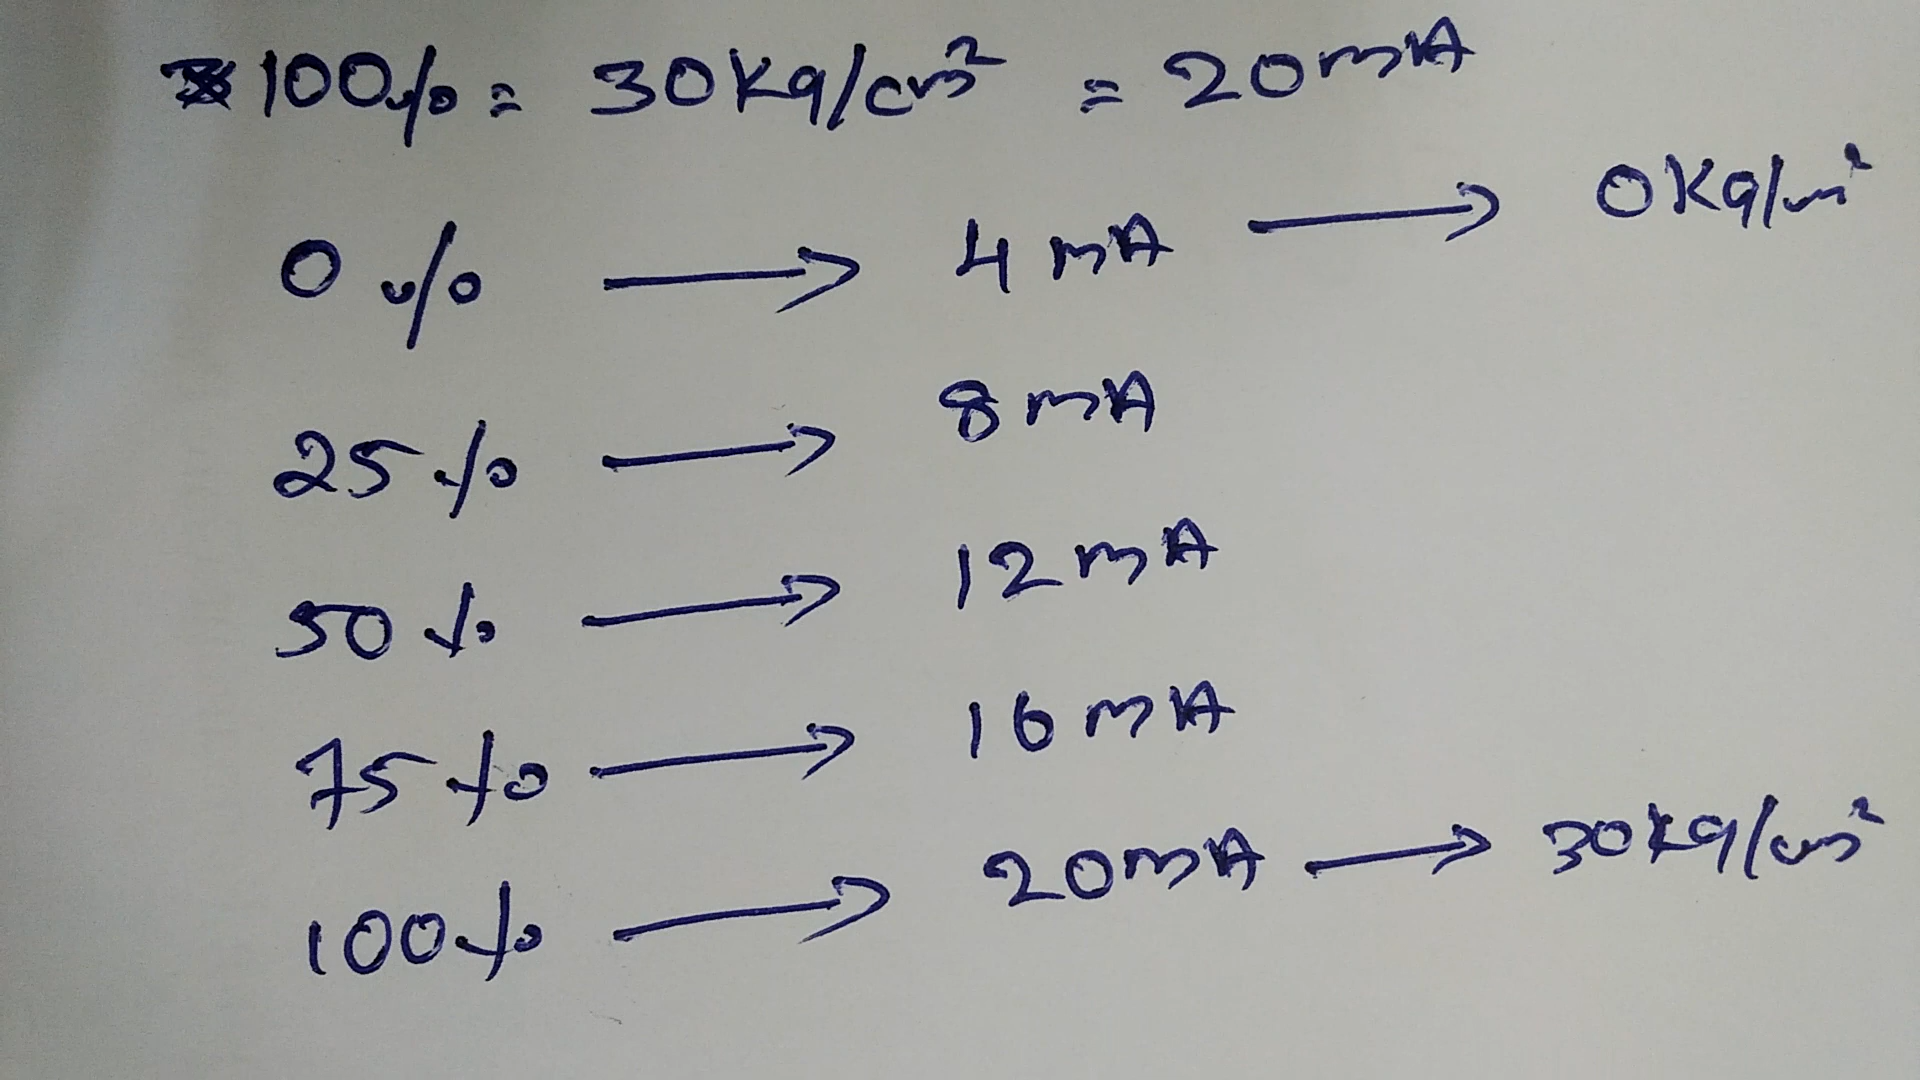 100% = 30Kg/cm² = 20mA
0% → 4mA → 0Kg/cm²
25% → 8mA
50% → 12mA
75% → 16mA
100% → 20mA → 30Kg/cm²